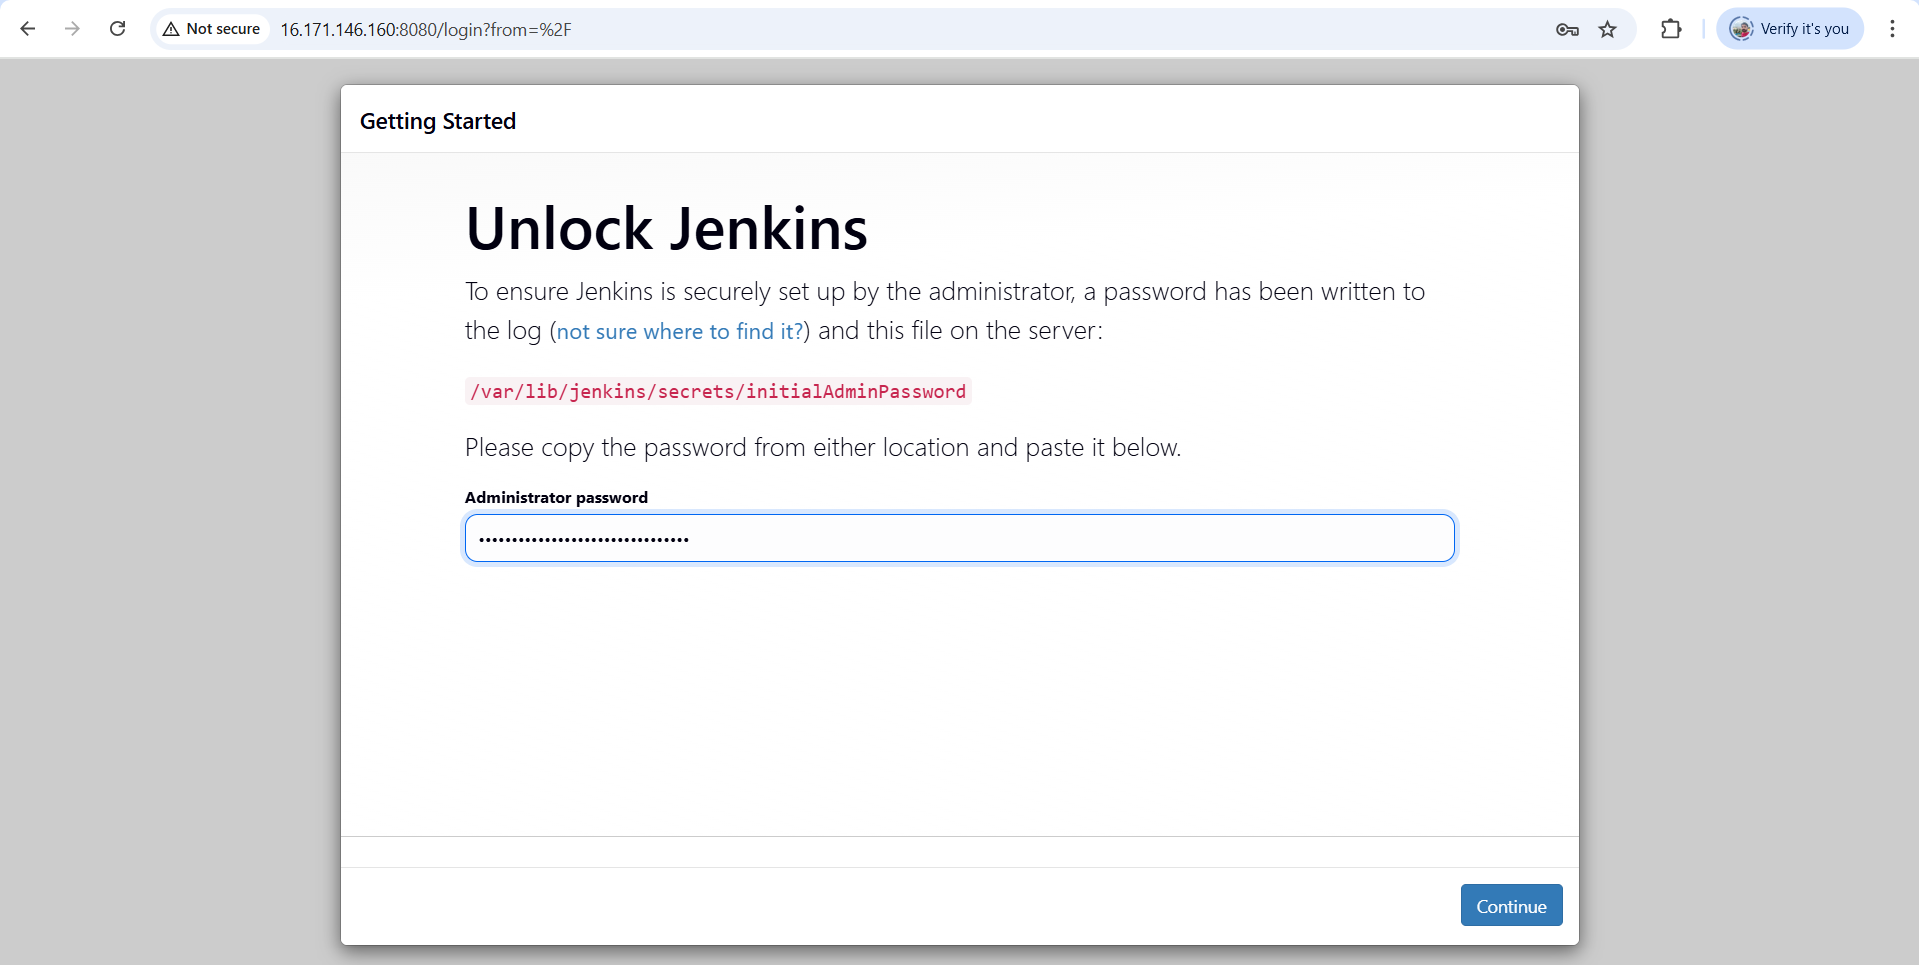 Not secure 16.171.146.160:8080/login?from=%2F Verify it's you
Getting Started
Unlock Jenkins
To ensure Jenkins is securely set up by the administrator, a password has been written to
the log (not sure where to find it?) and this file on the server:
/var/lib/jenkins/secrets/initialAdminPassword
Please copy the password from either location and paste it below.
Administrator password
••••••••••••••••••••••••••••••••
Continue